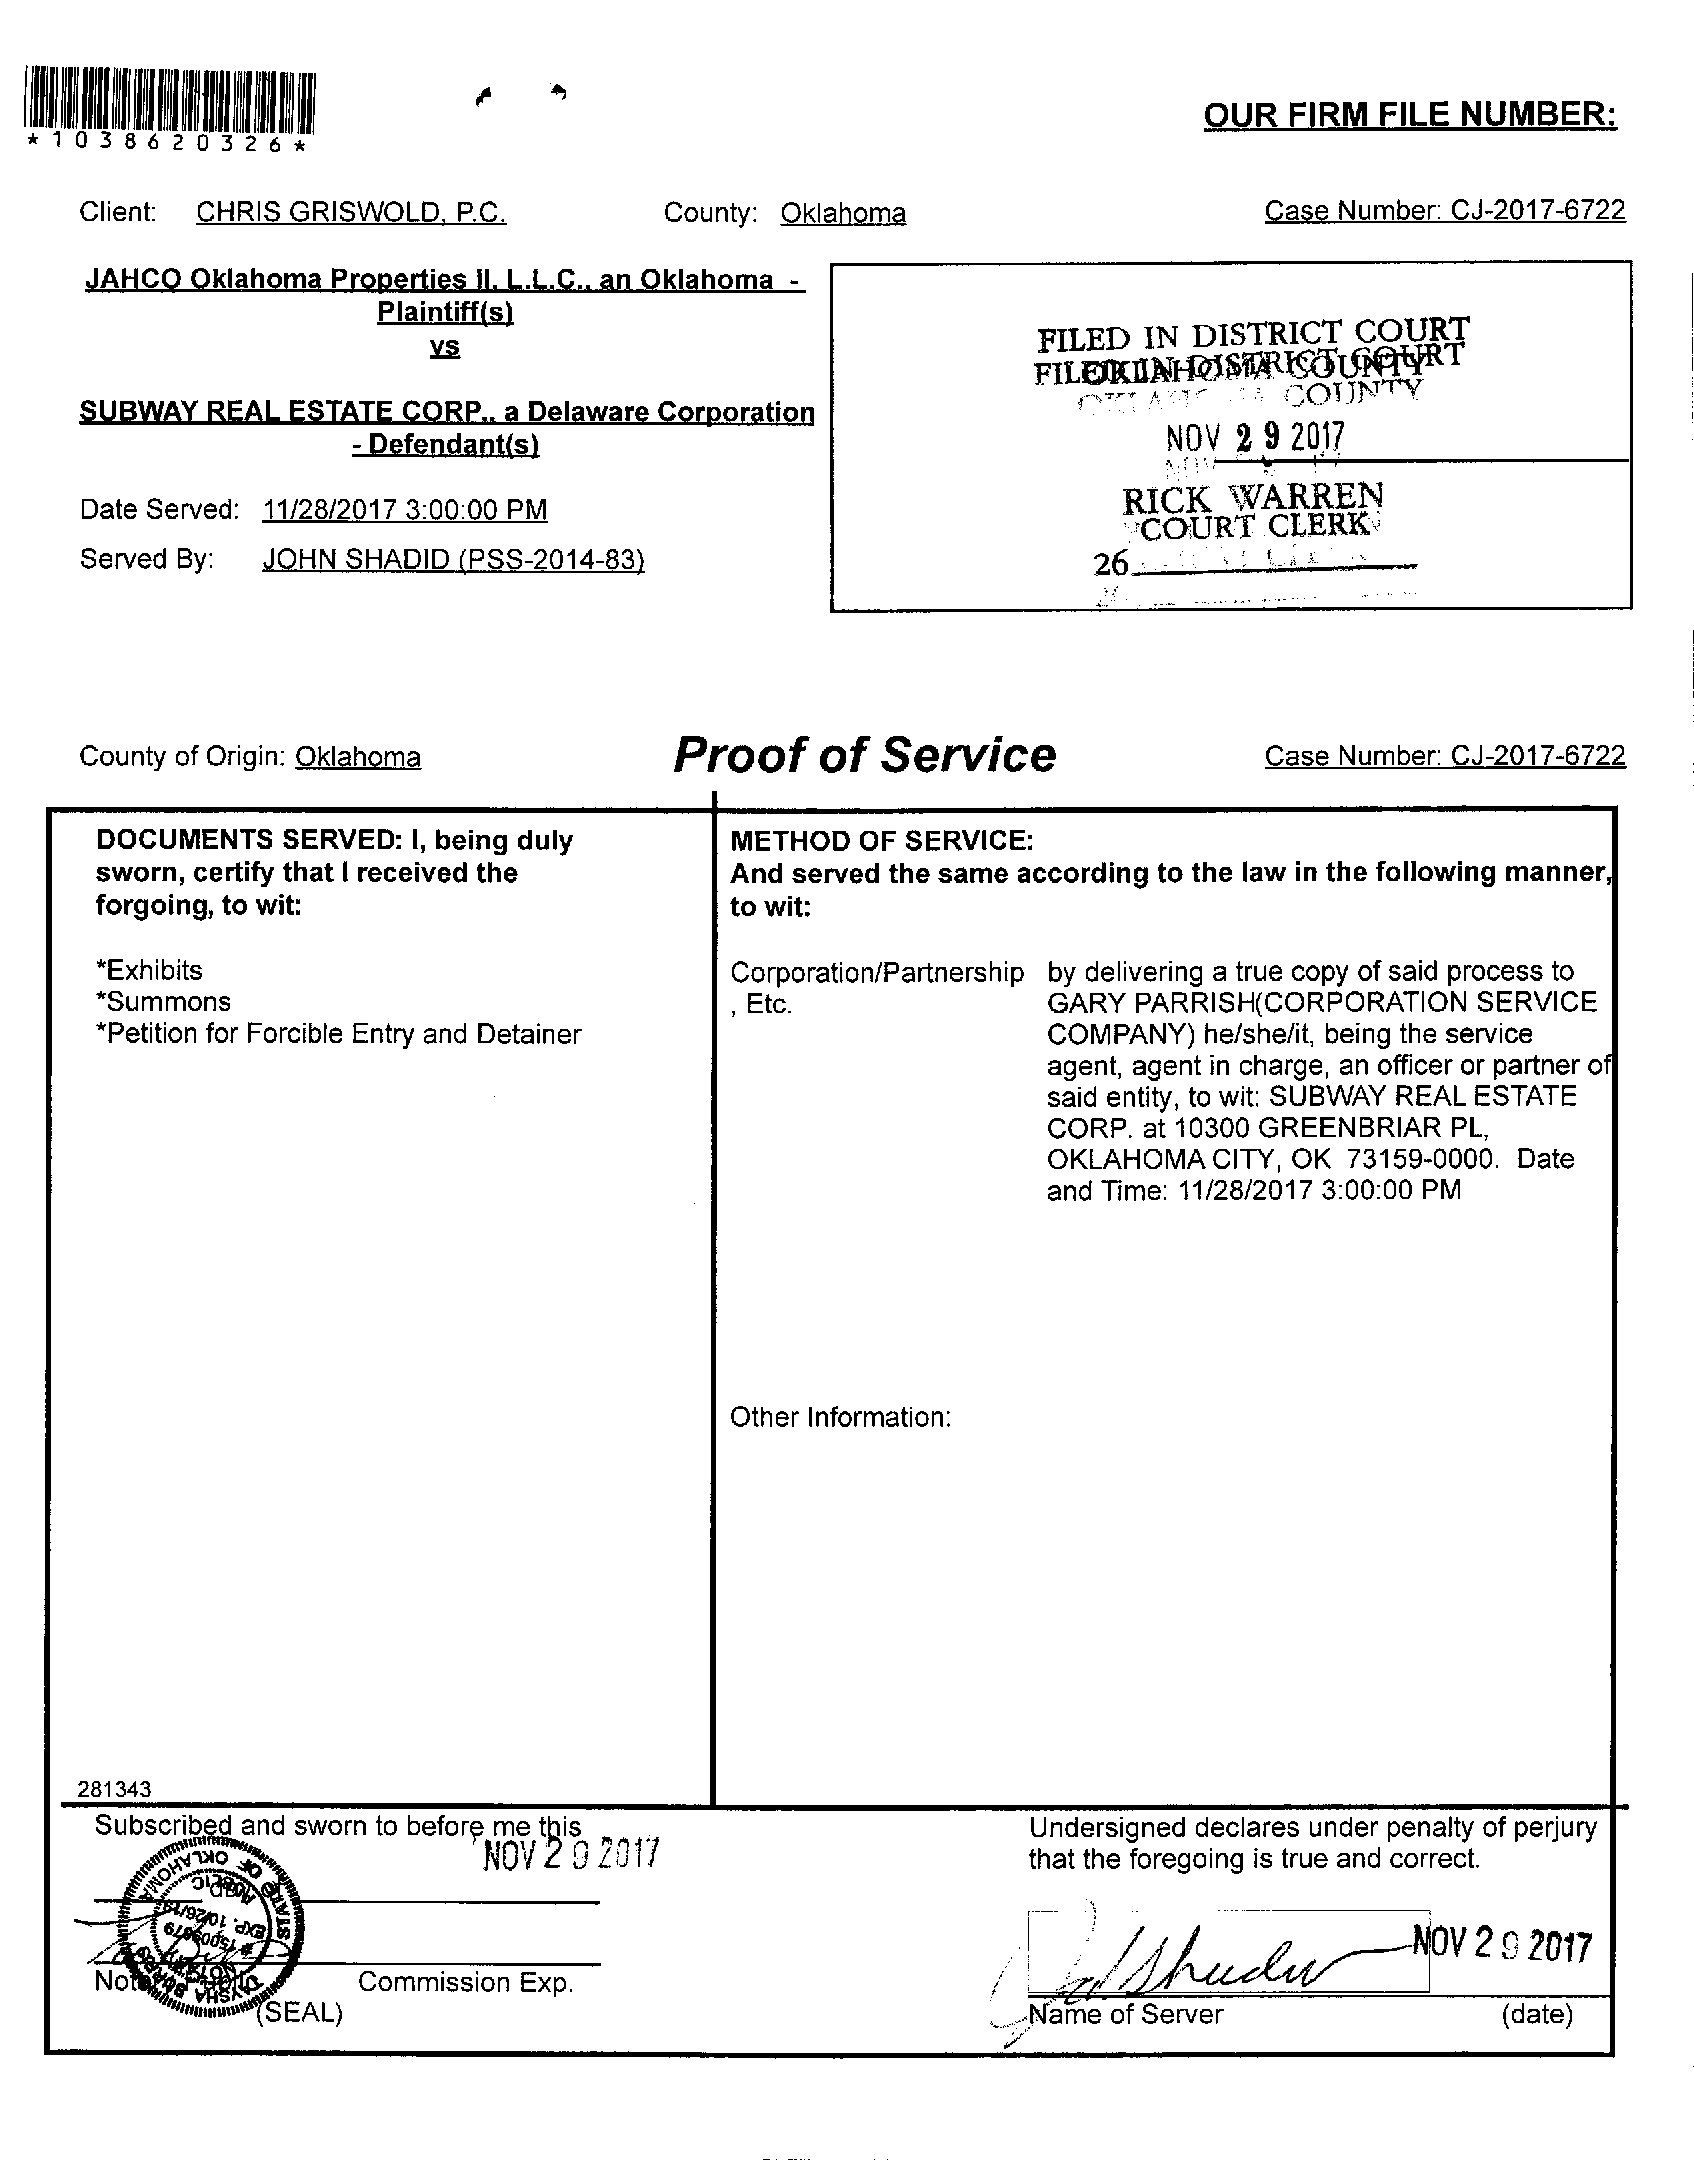 *1038620326*
OUR FIRM FILE NUMBER:
Client: CHRIS GRISWOLD, P.C. County: Oklahoma Case Number: CJ-2017-6722
JAHCO Oklahoma Properties II, L.L.C., an Oklahoma -
Plaintiff(s)
vs
SUBWAY REAL ESTATE CORP., a Delaware Corporation
- Defendant(s)
Date Served: 11/28/2017 3:00:00 PM
Served By: JOHN SHADID (PSS-2014-83)
FILED IN DISTRICT COURT
FILED IN DISTRICT COURT
OKLAHOMA COUNTY
COUNTY
NOV 29 2017
RICK WARREN
COURT CLERK
26
County of Origin: Oklahoma Proof of Service Case Number: CJ-2017-6722
DOCUMENTS SERVED: I, being duly
sworn, certify that I received the
forgoing, to wit:
*Exhibits
*Summons
*Petition for Forcible Entry and Detainer
METHOD OF SERVICE:
And served the same according to the law in the following manner,
to wit:
Corporation/Partnership
, Etc.
by delivering a true copy of said process to
GARY PARRISH(CORPORATION SERVICE
COMPANY) he/she/it, being the service
agent, agent in charge, an officer or partner of
said entity, to wit: SUBWAY REAL ESTATE
CORP. at 10300 GREENBRIAR PL,
OKLAHOMA CITY, OK 73159-0000. Date
and Time: 11/28/2017 3:00:00 PM
Other Information:
281343
Subscribed and sworn to before me this
NOV 29 2017
STATE OF OKLAHOMA
EXP. 10/26/19
Notary Public Commission Exp.
(SEAL)
Undersigned declares under penalty of perjury
that the foregoing is true and correct.
NOV 29 2017
Name of Server (date)